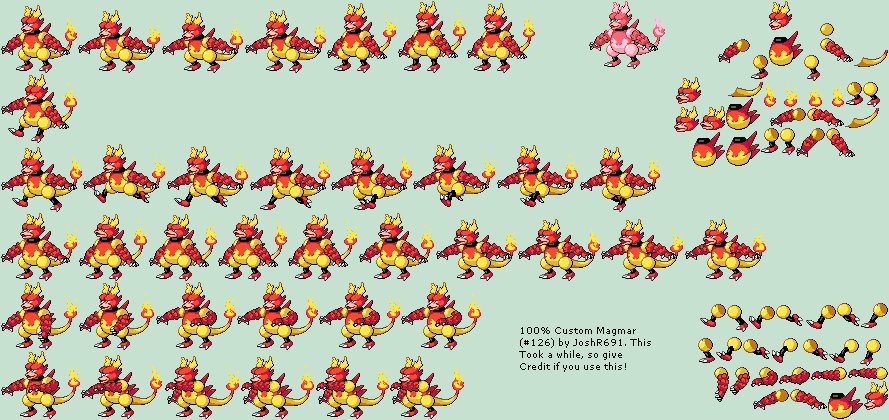 100% Custom Magmar
(#126) by JoshR691. This
Took a while, so give
Credit if you use this!